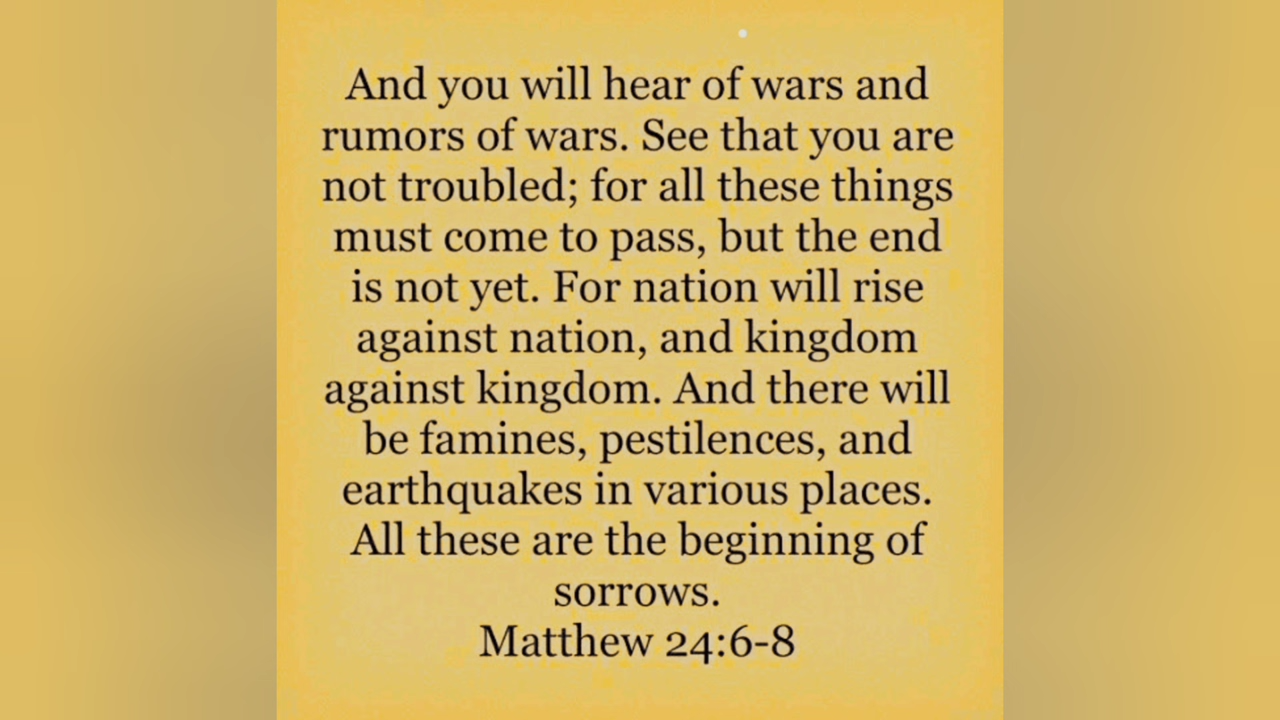 And you will hear of wars and
rumors of wars. See that you are
not troubled; for all these things
must come to pass, but the end
is not yet. For nation will rise
against nation, and kingdom
against kingdom. And there will
be famines, pestilences, and
earthquakes in various places.
All these are the beginning of
sorrows.
Matthew 24:6-8